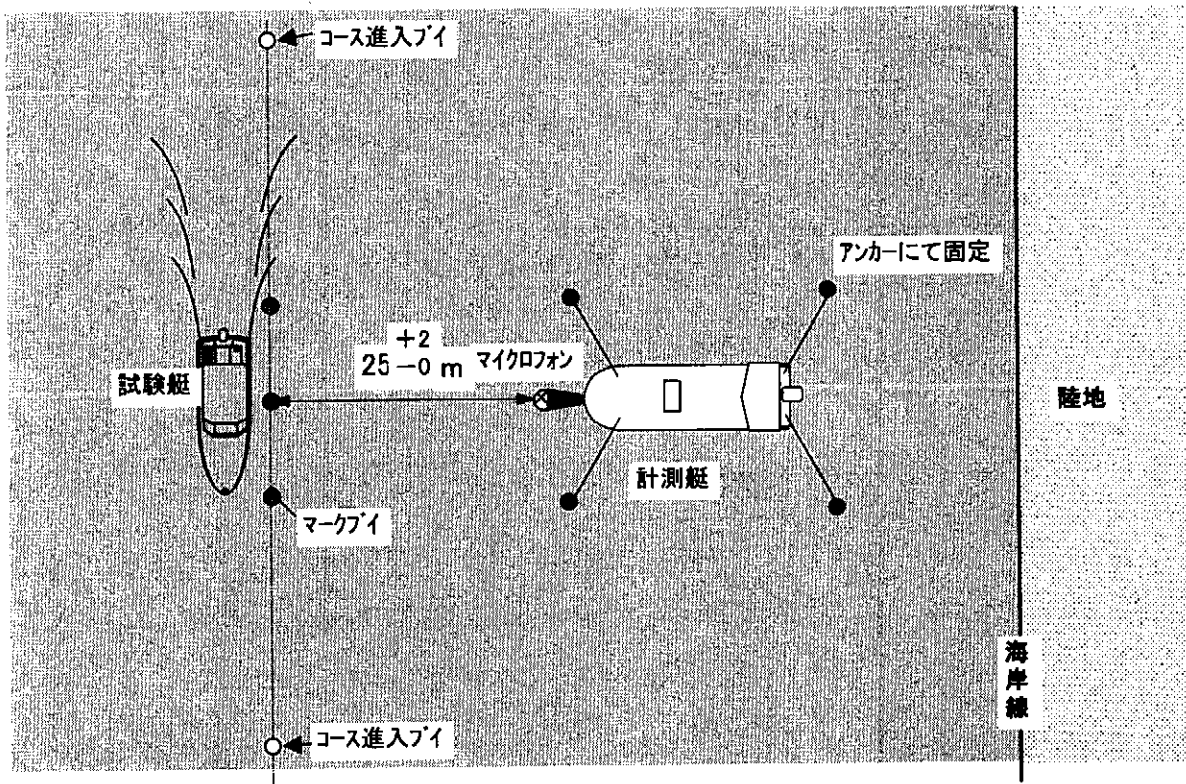 コース進入ブイ
アンカーにて固定
+2
25 −0 m マイクロフォン
試験艇
陸地
計測艇
マークブイ
海岸線
コース進入ブイ